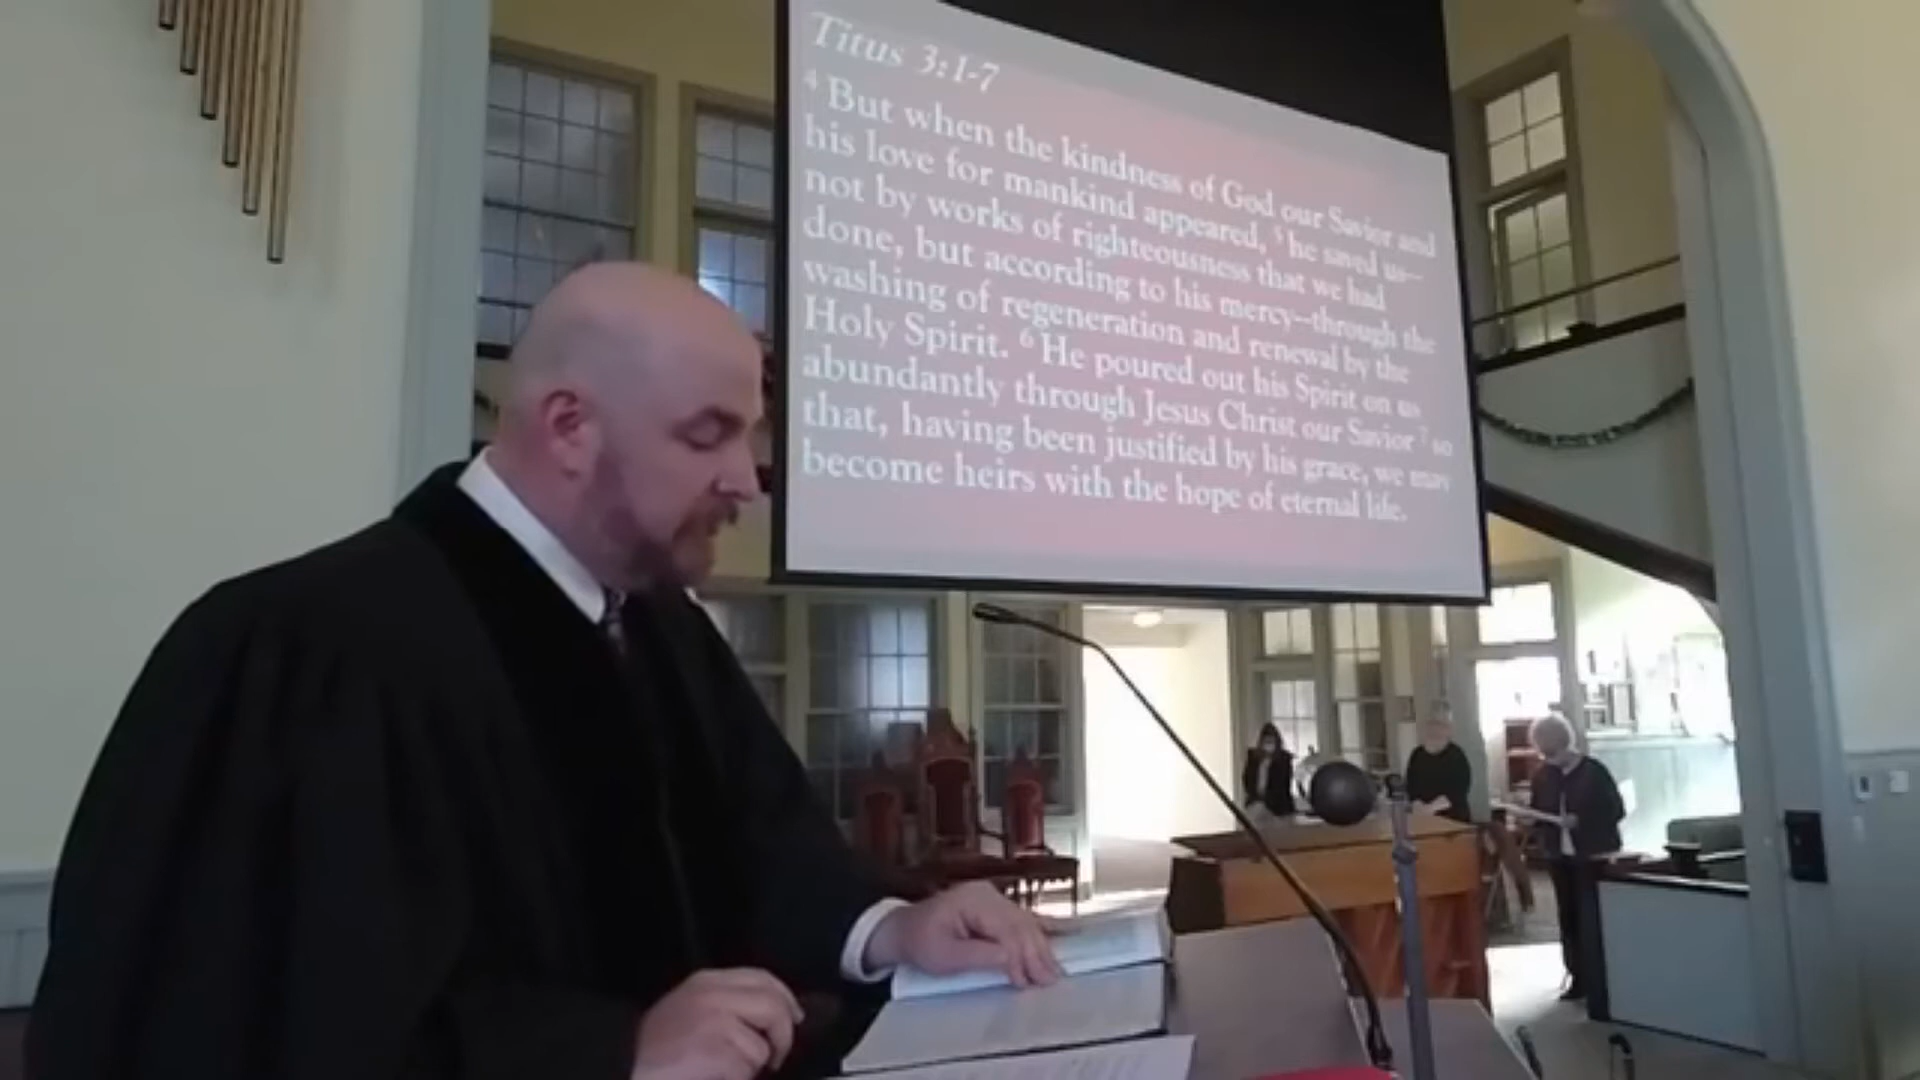 Titus 3:1-7
4 But when the kindness of God our Savior and
his love for mankind appeared, 5 he saved us--
not by works of righteousness that we had
done, but according to his mercy--through the
washing of regeneration and renewal by the
Holy Spirit. 6 He poured out his Spirit on us
abundantly through Jesus Christ our Savior 7 so
that, having been justified by his grace, we may
become heirs with the hope of eternal life.